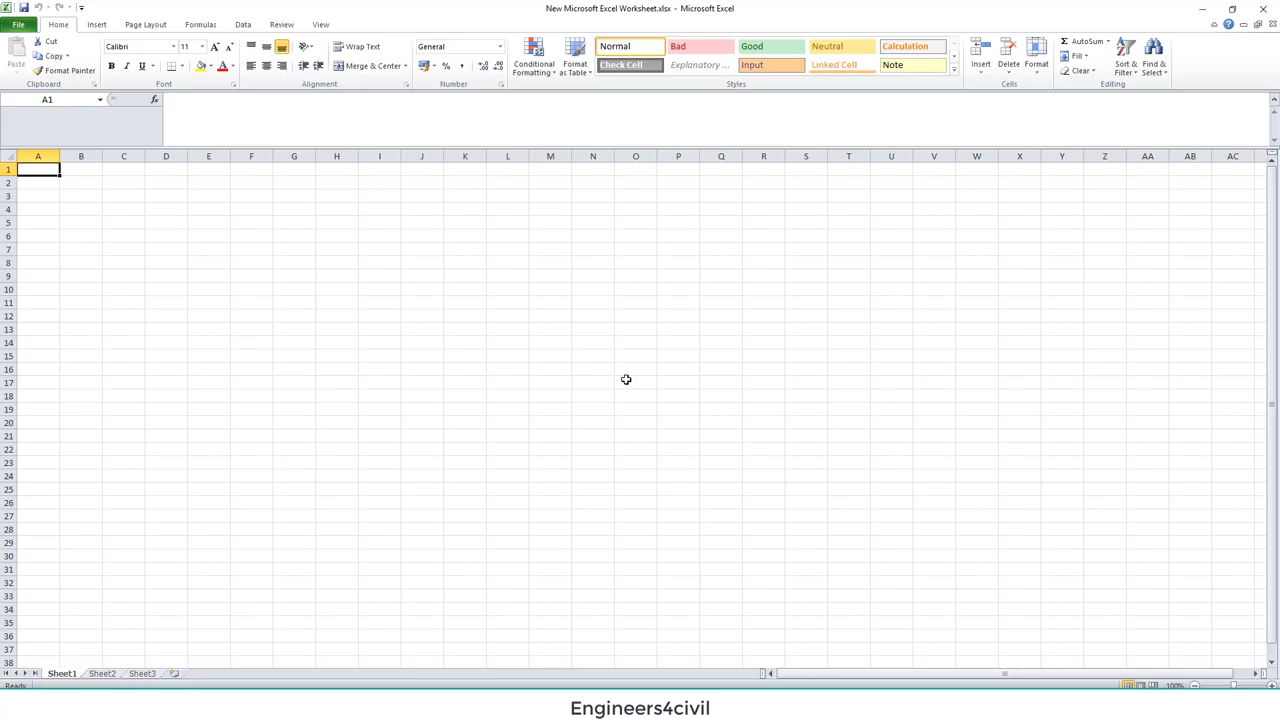 New Microsoft Excel Worksheet.xlsx - Microsoft Excel
File Home Insert Page Layout Formulas Data Review View
Paste Cut Copy Format Painter Clipboard
Calibri 11 A A B I U A Font
Wrap Text Merge & Center Alignment
General % , Number
Conditional Formatting Format as Table
Normal Bad Good Neutral Calculation
Check Cell Explanatory ... Input Linked Cell Note
Styles
Insert Delete Format Cells
Σ AutoSum Fill Clear Sort & Filter Find & Select Editing
A1 fx
A B C D E F G H I J K L M N O P Q R S T U V W X Y Z AA AB AC
1
2
3
4
5
6
7
8
9
10
11
12
13
14
15
16
17
18
19
20
21
22
23
24
25
26
27
28
29
30
31
32
33
34
35
36
37
38
Sheet1 Sheet2 Sheet3
Ready 100%
Engineers4civil